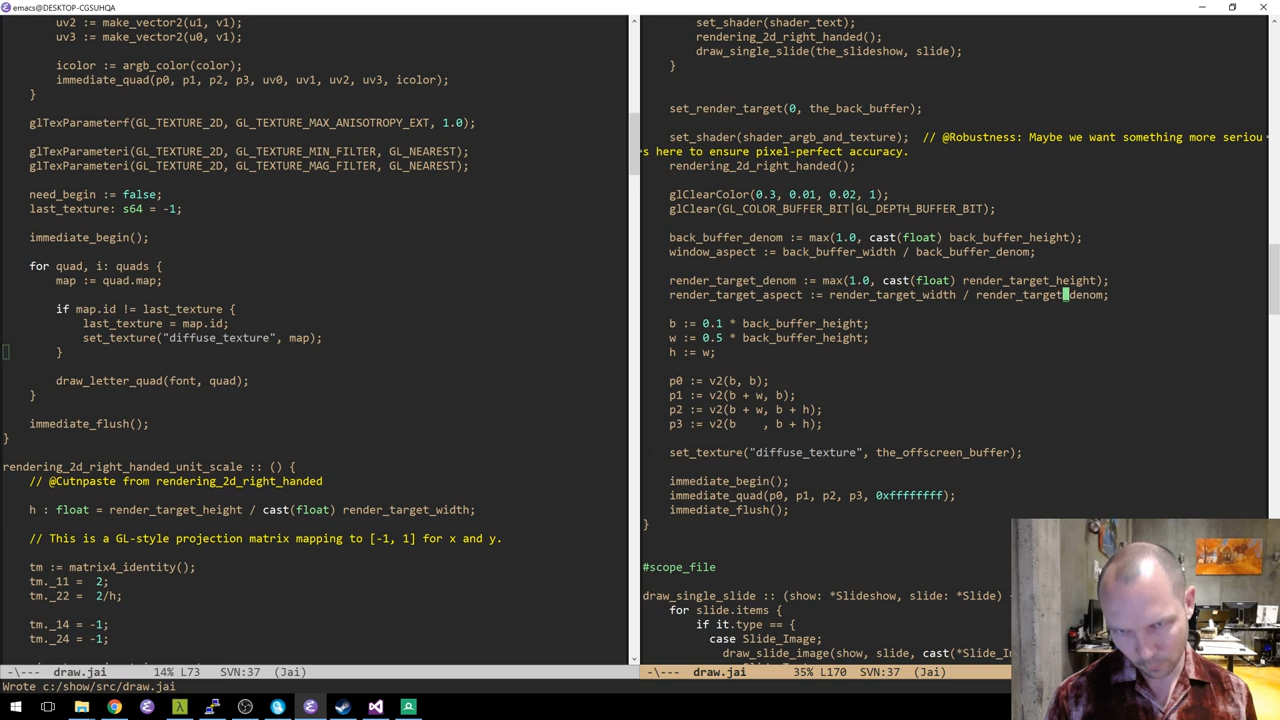 emacs@DESKTOP-CGSUHQA
uv2 := make_vector2(u1, v1);
uv3 := make_vector2(u0, v1);
icolor := argb_color(color);
immediate_quad(p0, p1, p2, p3, uv0, uv1, uv2, uv3, icolor);
}
glTexParameterf(GL_TEXTURE_2D, GL_TEXTURE_MAX_ANISOTROPY_EXT, 1.0);
glTexParameteri(GL_TEXTURE_2D, GL_TEXTURE_MIN_FILTER, GL_NEAREST);
glTexParameteri(GL_TEXTURE_2D, GL_TEXTURE_MAG_FILTER, GL_NEAREST);
need_begin := false;
last_texture: s64 = -1;
immediate_begin();
for quad, i: quads {
map := quad.map;
if map.id != last_texture {
last_texture = map.id;
set_texture("diffuse_texture", map);
}
draw_letter_quad(font, quad);
}
immediate_flush();
}
rendering_2d_right_handed_unit_scale :: () {
// @Cutnpaste from rendering_2d_right_handed
h : float = render_target_height / cast(float) render_target_width;
// This is a GL-style projection matrix mapping to [-1, 1] for x and y.
tm := matrix4_identity();
tm._11 =  2;
tm._22 =  2/h;
tm._14 = -1;
tm._24 = -1;
-\---  draw.jai      14% L73    SVN:37  (Jai)
Wrote c:/show/src/draw.jai
set_shader(shader_text);
rendering_2d_right_handed();
draw_single_slide(the_slideshow, slide);
}
set_render_target(0, the_back_buffer);
set_shader(shader_argb_and_texture);  // @Robustness: Maybe we want something more seriou
s here to ensure pixel-perfect accuracy.
rendering_2d_right_handed();
glClearColor(0.3, 0.01, 0.02, 1);
glClear(GL_COLOR_BUFFER_BIT|GL_DEPTH_BUFFER_BIT);
back_buffer_denom := max(1.0, cast(float) back_buffer_height);
window_aspect := back_buffer_width / back_buffer_denom;
render_target_denom := max(1.0, cast(float) render_target_height);
render_target_aspect := render_target_width / render_target_denom;
b := 0.1 * back_buffer_height;
w := 0.5 * back_buffer_height;
h := w;
p0 := v2(b, b);
p1 := v2(b + w, b);
p2 := v2(b + w, b + h);
p3 := v2(b    , b + h);
set_texture("diffuse_texture", the_offscreen_buffer);
immediate_begin();
immediate_quad(p0, p1, p2, p3, 0xffffffff);
immediate_flush();
}
#scope_file
draw_single_slide :: (show: *Slideshow, slide: *Slide)
for slide.items {
if it.type == {
case Slide_Image;
draw_slide_image(show, slide, cast(*Slide_Im
-\---  draw.jai      35% L170  SVN:37  (Jai)